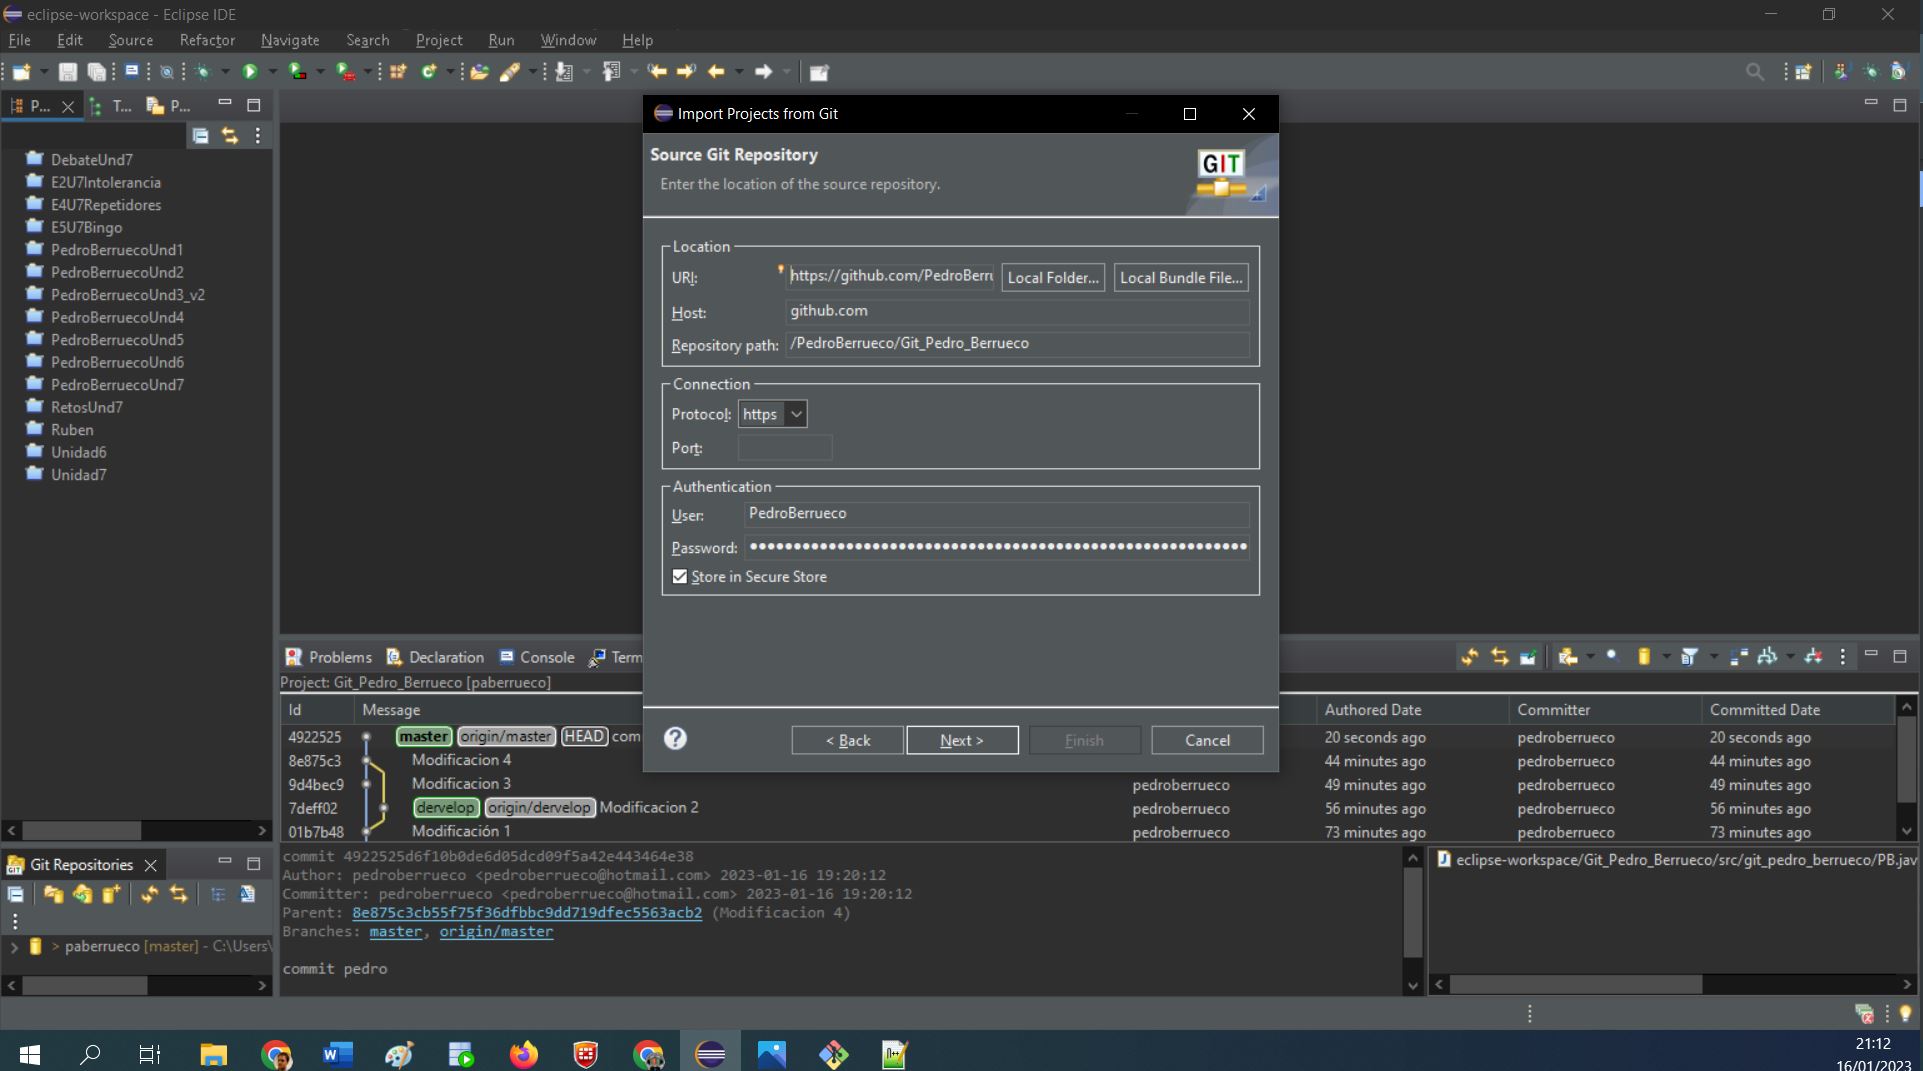 eclipse-workspace - Eclipse IDE
File Edit Source Refactor Navigate Search Project Run Window Help
P... T... P...
DebateUnd7
E2U7Intolerancia
E4U7Repetidores
E5U7Bingo
PedroBerruecoUnd1
PedroBerruecoUnd2
PedroBerruecoUnd3_v2
PedroBerruecoUnd4
PedroBerruecoUnd5
PedroBerruecoUnd6
PedroBerruecoUnd7
RetosUnd7
Ruben
Unidad6
Unidad7
Import Projects from Git
Source Git Repository
Enter the location of the source repository.
GIT
Location
URI: https://github.com/PedroBerru Local Folder... Local Bundle File...
Host: github.com
Repository path: /PedroBerrueco/Git_Pedro_Berrueco
Connection
Protocol: https
Port:
Authentication
User: PedroBerrueco
Password: ●●●●●●●●●●●●●●●●●●●●●●●●●●●●●●●●●●●●●●●●●●●●●●●●●●●●●●●
Store in Secure Store
? < Back Next > Finish Cancel
Problems Declaration Console Term
Project: Git_Pedro_Berrueco [paberrueco]
Id Message Authored Date Committer Committed Date
4922525 master origin/master HEAD com 20 seconds ago pedroberrueco 20 seconds ago
8e875c3 Modificacion 4 44 minutes ago pedroberrueco 44 minutes ago
9d4bec9 Modificacion 3 pedroberrueco 49 minutes ago pedroberrueco 49 minutes ago
7deff02 dervelop origin/dervelop Modificacion 2 pedroberrueco 56 minutes ago pedroberrueco 56 minutes ago
01b7b48 Modificación 1 pedroberrueco 73 minutes ago pedroberrueco 73 minutes ago
commit 4922525d6f10b0de6d05dcd09f5a42e443464e38
Author: pedroberrueco <pedroberrueco@hotmail.com> 2023-01-16 19:20:12
Committer: pedroberrueco <pedroberrueco@hotmail.com> 2023-01-16 19:20:12
Parent: 8e875c3cb55f75f36dfbbc9dd719dfec5563acb2 (Modificacion 4)
Branches: master, origin/master
commit pedro
eclipse-workspace/Git_Pedro_Berrueco/src/git_pedro_berrueco/PB.jav
Git Repositories
> paberrueco [master] - C:\Users\
21:12
16/01/2023